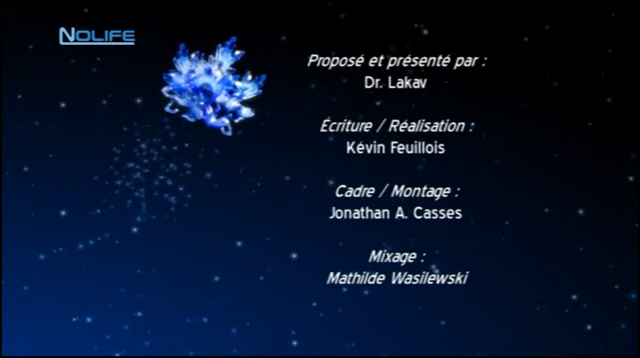 NOLIFE
Proposé et présenté par :
Dr. Lakav
Écriture / Réalisation :
Kévin Feuillois
Cadre / Montage :
Jonathan A. Casses
Mixage :
Mathilde Wasilewski